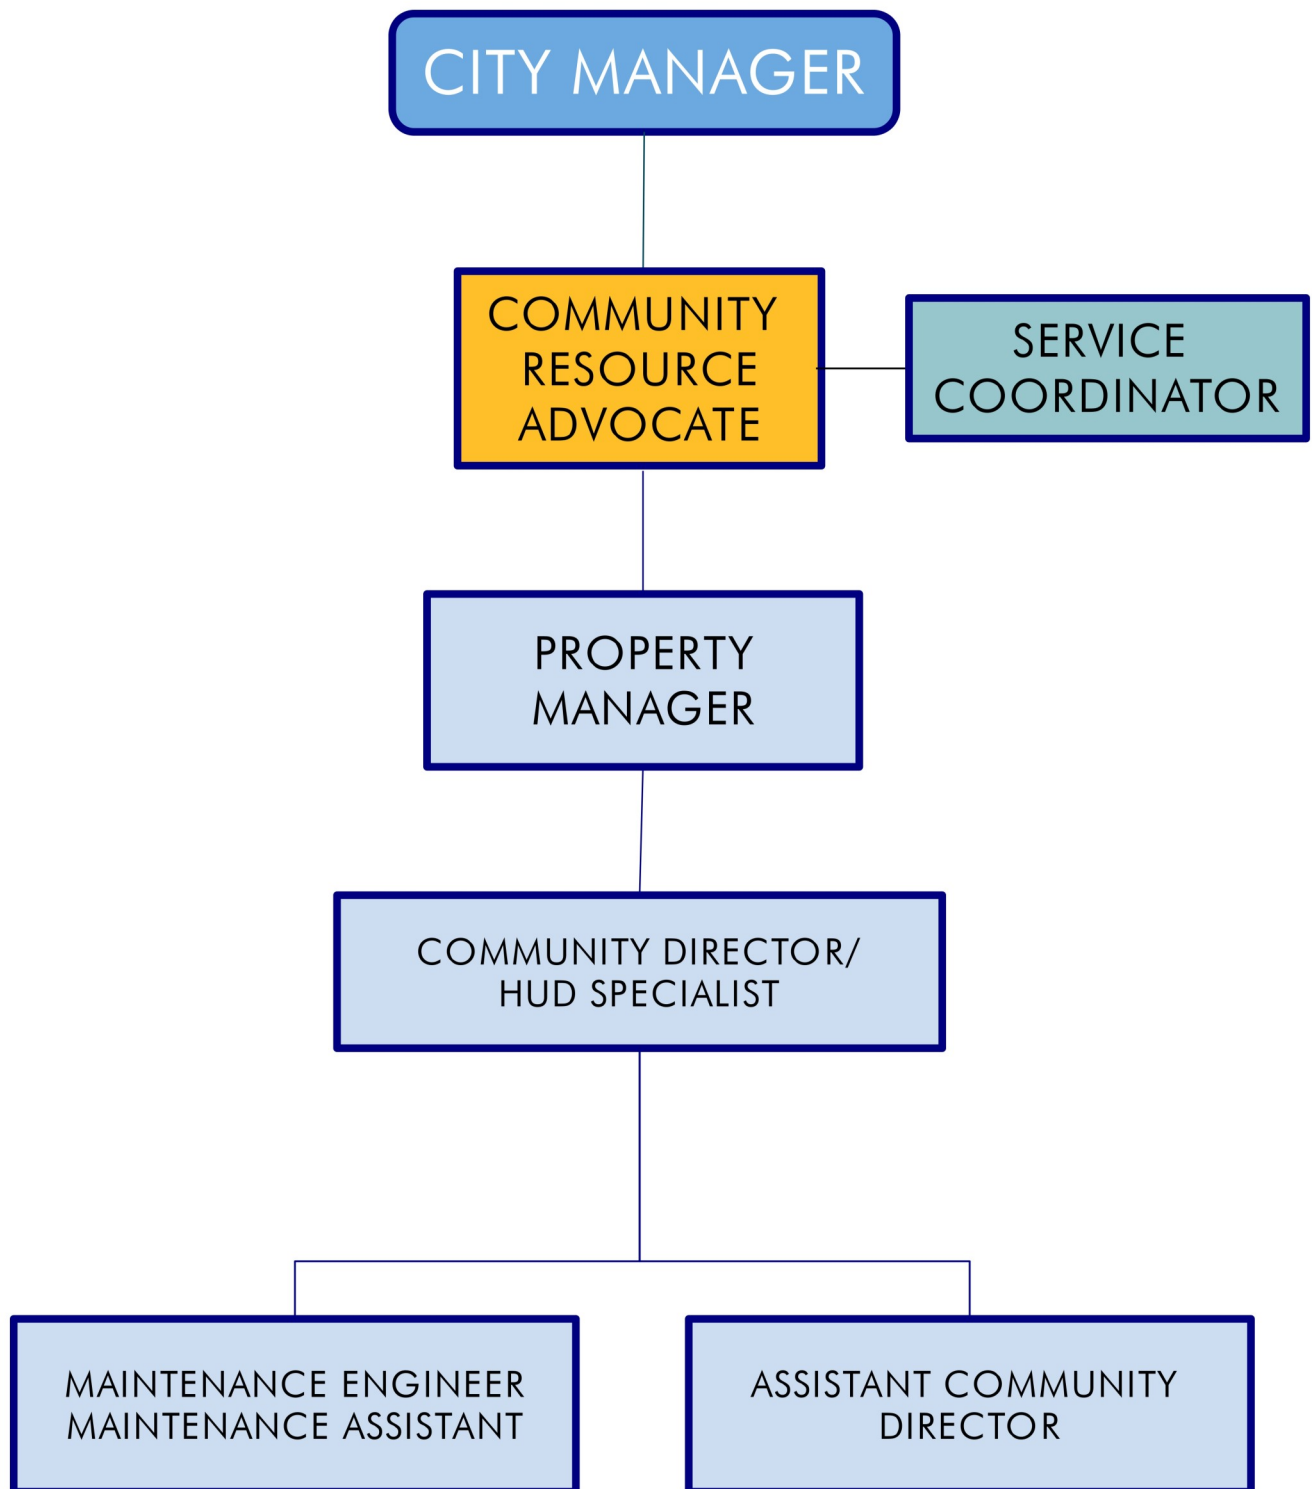 CITY MANAGER
COMMUNITY
RESOURCE
ADVOCATE
SERVICE
COORDINATOR
PROPERTY
MANAGER
COMMUNITY DIRECTOR/
HUD SPECIALIST
MAINTENANCE ENGINEER
MAINTENANCE ASSISTANT
ASSISTANT COMMUNITY
DIRECTOR